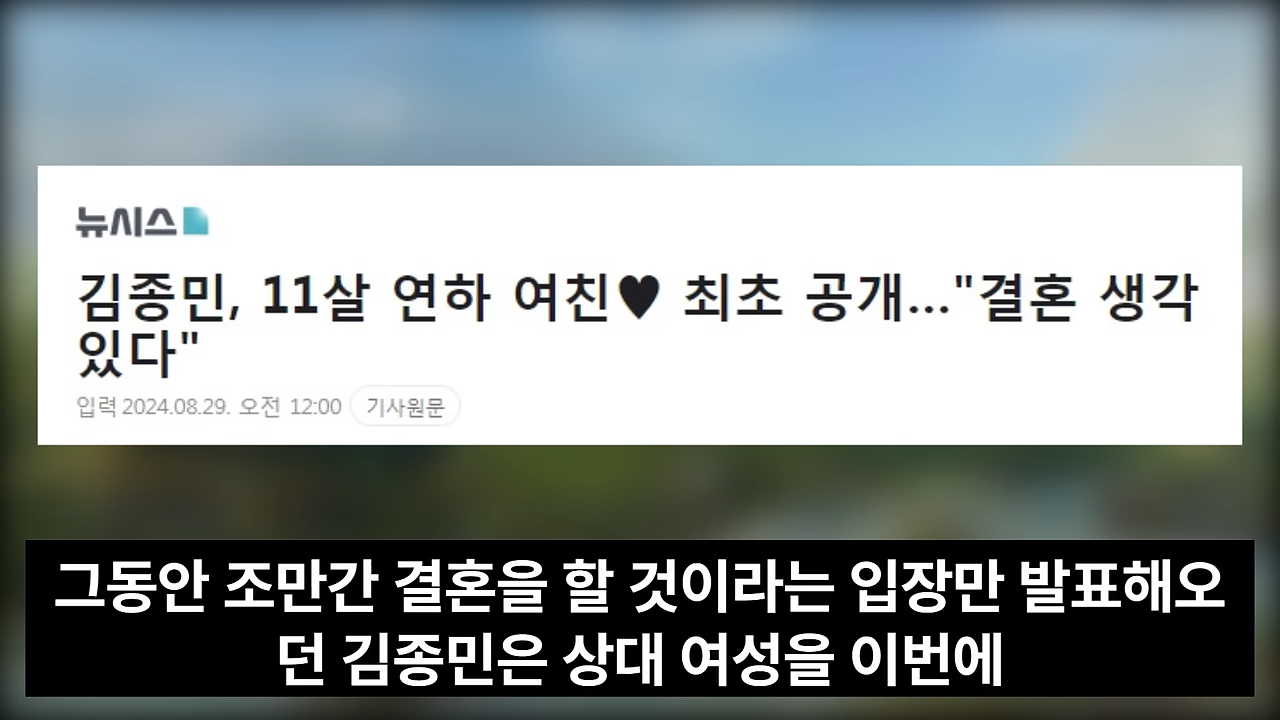 뉴시스
김종민, 11살 연하 여친♥ 최초 공개…"결혼 생각
있다"
입력 2024.08.29. 오전 12:00 기사원문
그동안 조만간 결혼을 할 것이라는 입장만 발표해오
던 김종민은 상대 여성을 이번에